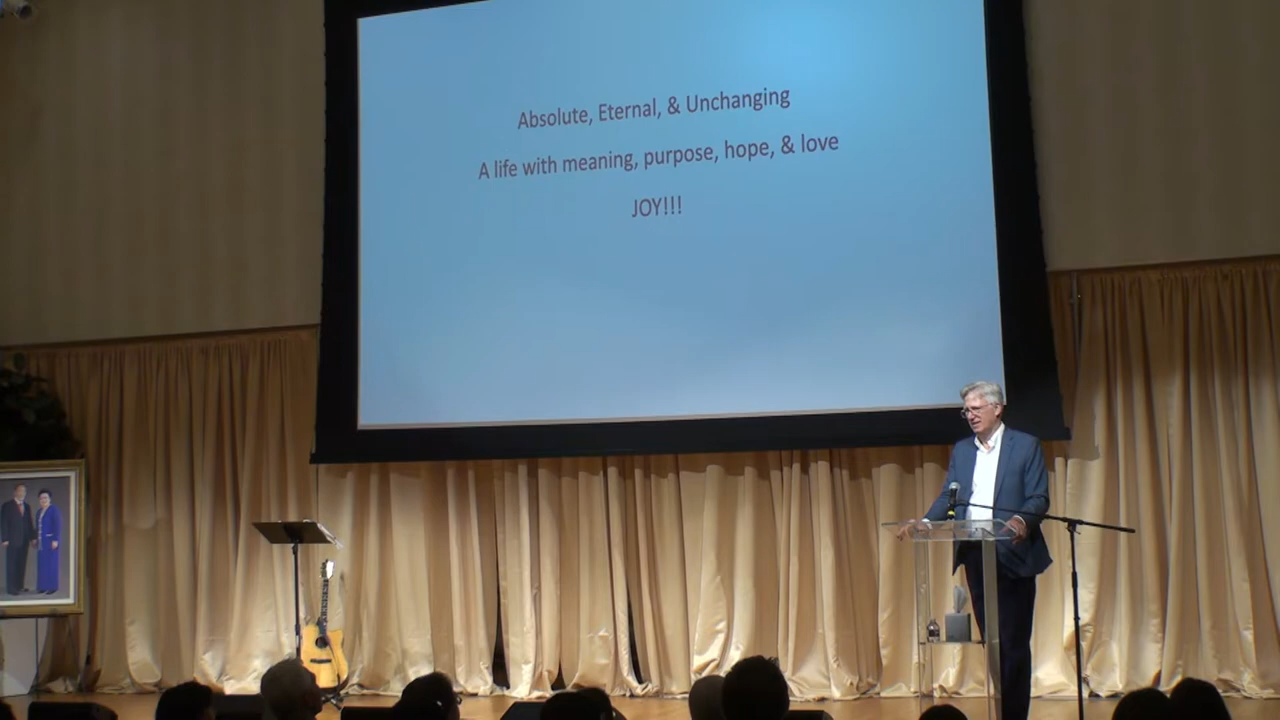 Absolute, Eternal, & Unchanging
A life with meaning, purpose, hope, & love
JOY!!!